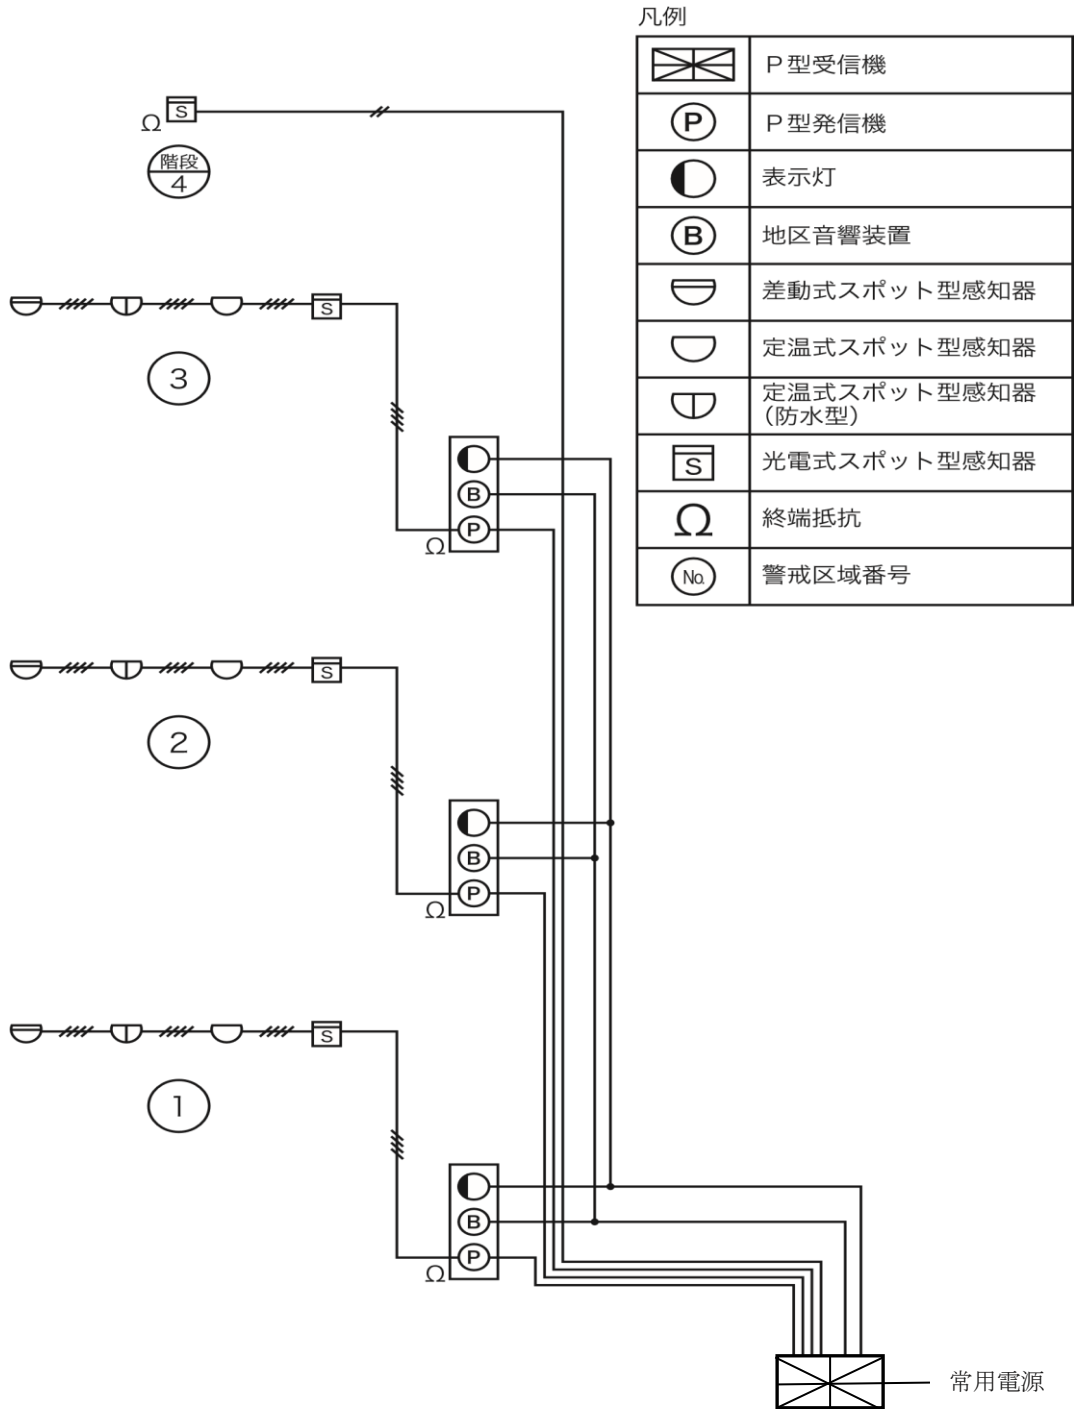 凡例
P型受信機
P
P型発信機
表示灯
B
地区音響装置
差動式スポット型感知器
定温式スポット型感知器
定温式スポット型感知器
（防水型）
S
光電式スポット型感知器
Ω
終端抵抗
No.
警戒区域番号
S
Ω
階段
4
S
3
B
P
Ω
S
2
B
P
Ω
S
1
B
P
Ω
常用電源